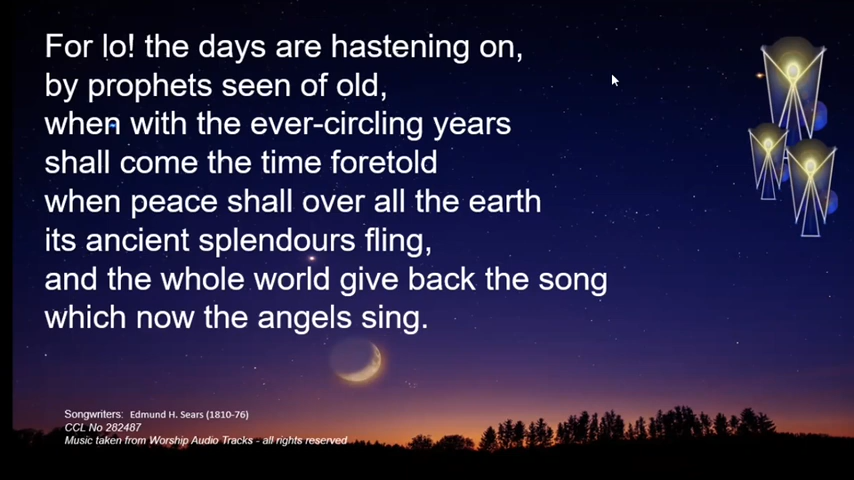 For lo! the days are hastening on,
by prophets seen of old,
when with the ever-circling years
shall come the time foretold
when peace shall over all the earth
its ancient splendours fling,
and the whole world give back the song
which now the angels sing.
Songwriters: Edmund H. Sears (1810-76)
CCL No 282487
Music taken from Worship Audio Tracks - all rights reserved